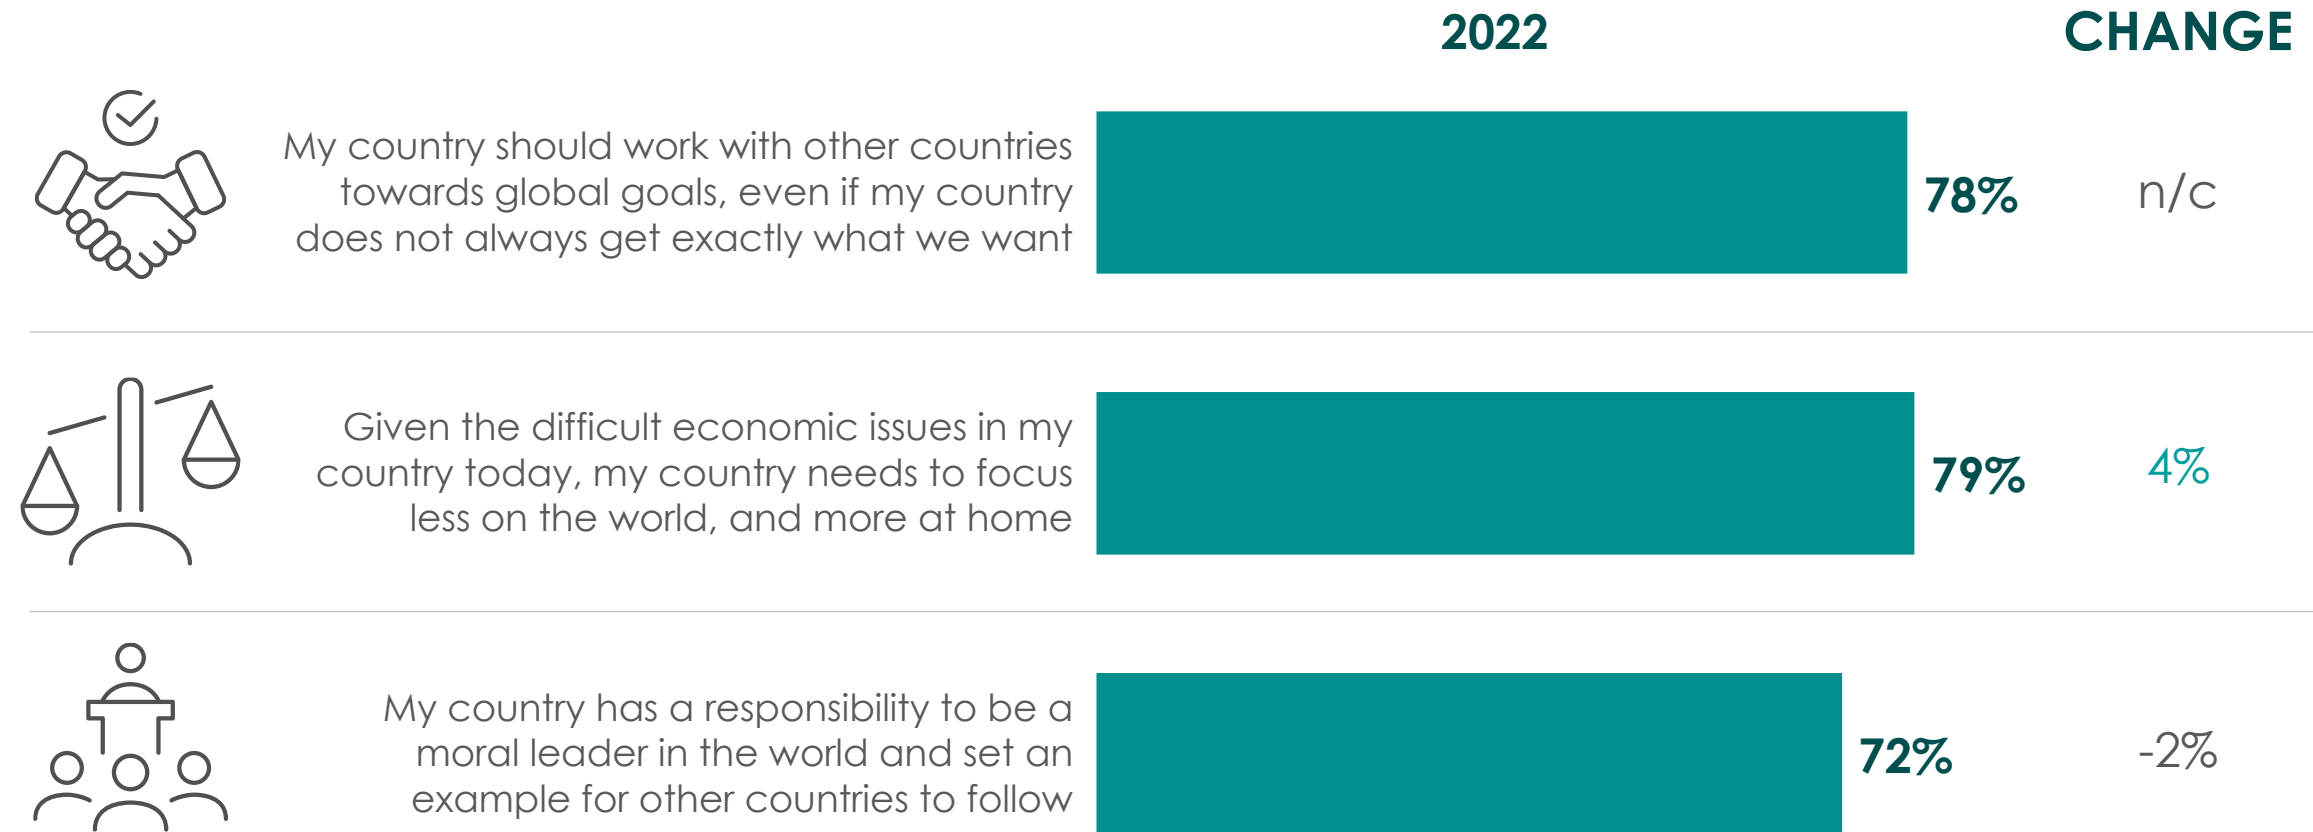 2022 CHANGE
My country should work with other countries
towards global goals, even if my country
does not always get exactly what we want
78% n/c
Given the difficult economic issues in my
country today, my country needs to focus
less on the world, and more at home
79% 4%
My country has a responsibility to be a
moral leader in the world and set an
example for other countries to follow
72% -2%